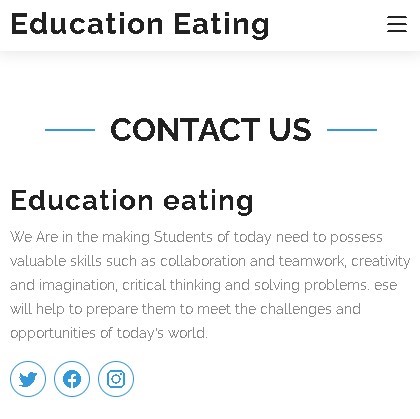 Education Eating
CONTACT US
Education eating
We Are in the making Students of today need to possess
valuable skills such as collaboration and teamwork, creativity
and imagination, critical thinking and solving problems. ese
will help to prepare them to meet the challenges and
opportunities of today's world.